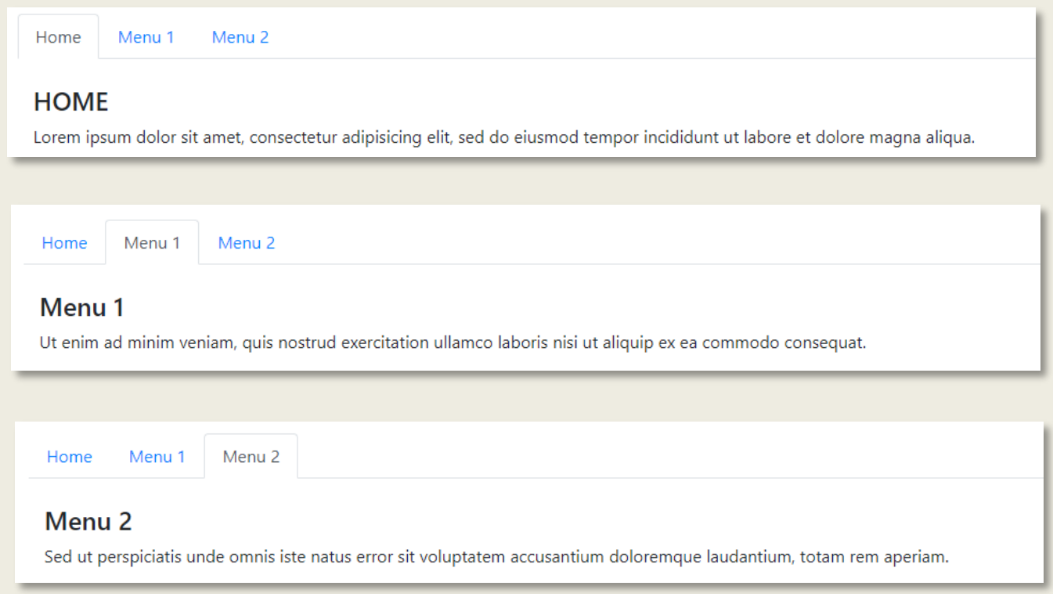 Home Menu 1 Menu 2
HOME
Lorem ipsum dolor sit amet, consectetur adipisicing elit, sed do eiusmod tempor incididunt ut labore et dolore magna aliqua.
Home Menu 1 Menu 2
Menu 1
Ut enim ad minim veniam, quis nostrud exercitation ullamco laboris nisi ut aliquip ex ea commodo consequat.
Home Menu 1 Menu 2
Menu 2
Sed ut perspiciatis unde omnis iste natus error sit voluptatem accusantium doloremque laudantium, totam rem aperiam.